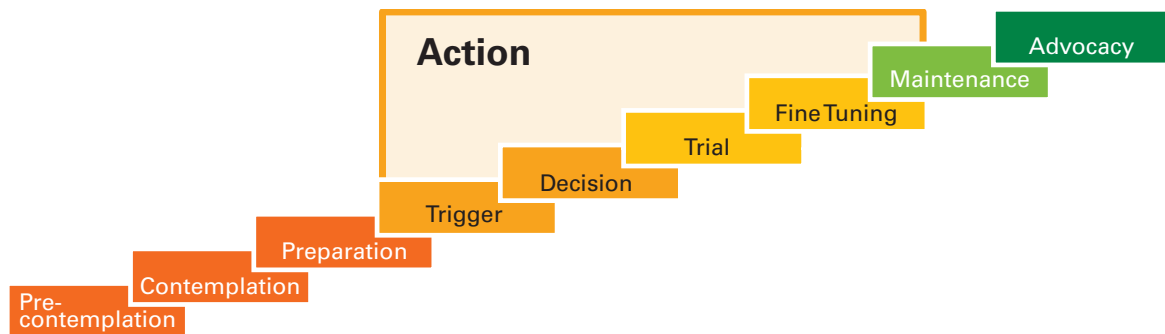 Action
Advocacy
Maintenance
Fine Tuning
Trial
Decision
Trigger
Preparation
Contemplation
Pre-
contemplation